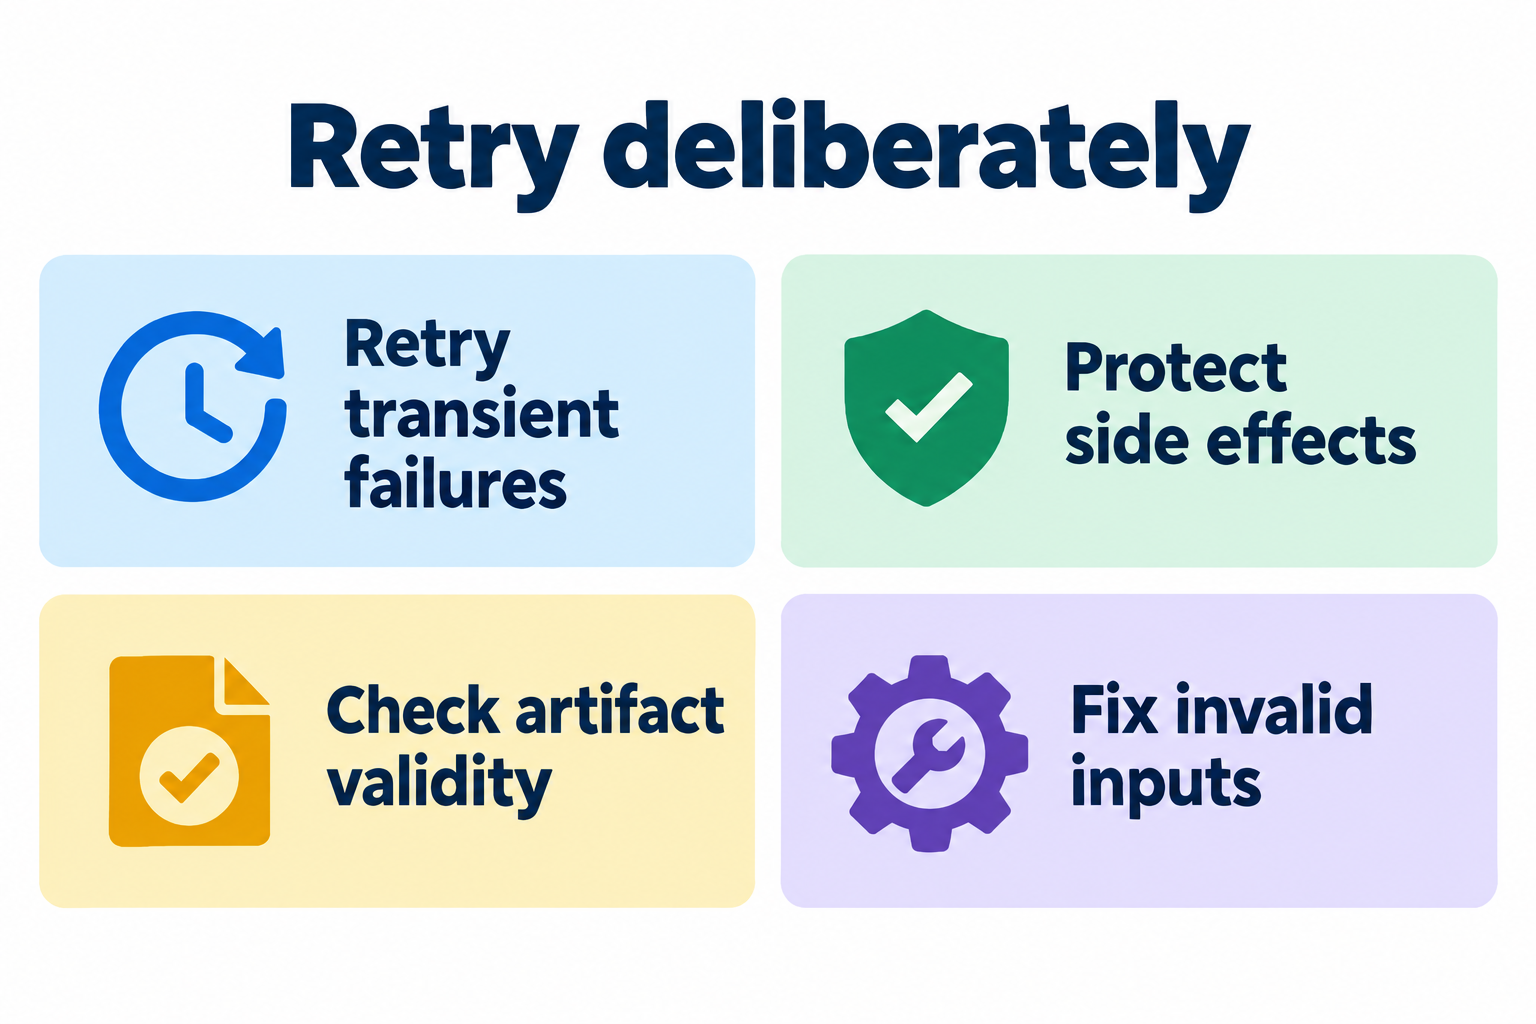 Retry deliberately
Retry
transient
failures
Protect
side effects
Check artifact
validity
Fix invalid
inputs